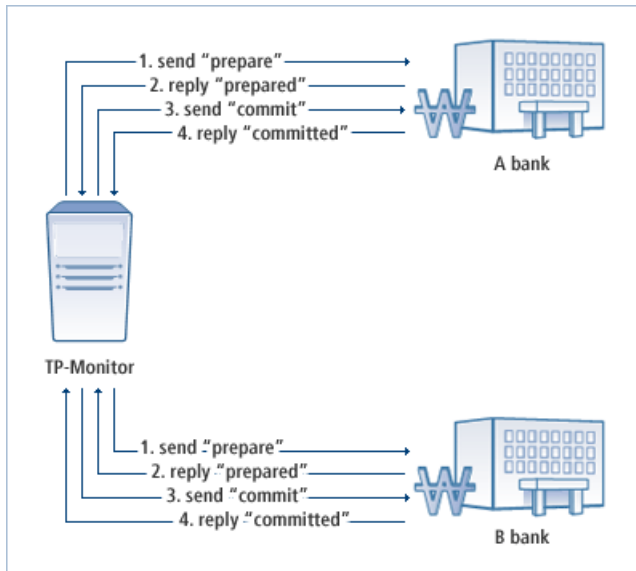 1. send “prepare”
2. reply “prepared”
3. send “commit”
4. reply “committed”
A bank
TP-Monitor
1. send “prepare”
2. reply “prepared”
3. send “commit”
4. reply “committed”
B bank